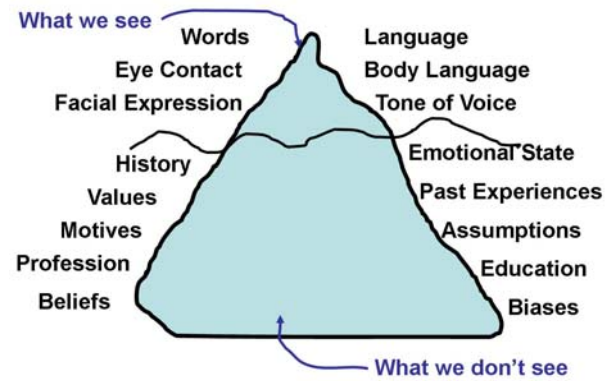 What we see
Words Language
Eye Contact Body Language
Facial Expression Tone of Voice
History Emotional State
Values Past Experiences
Motives Assumptions
Profession Education
Beliefs Biases
What we don't see